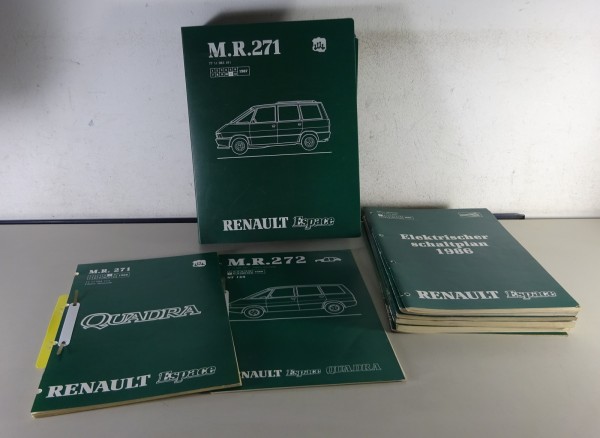 M.R.271
RENAULT Espace
M.R. 271
QUADRA
RENAULT Espace
M.R.272
RENAULT Espace QUADRA
Elektrischer
schaltplan
1986
RENAULT Espace